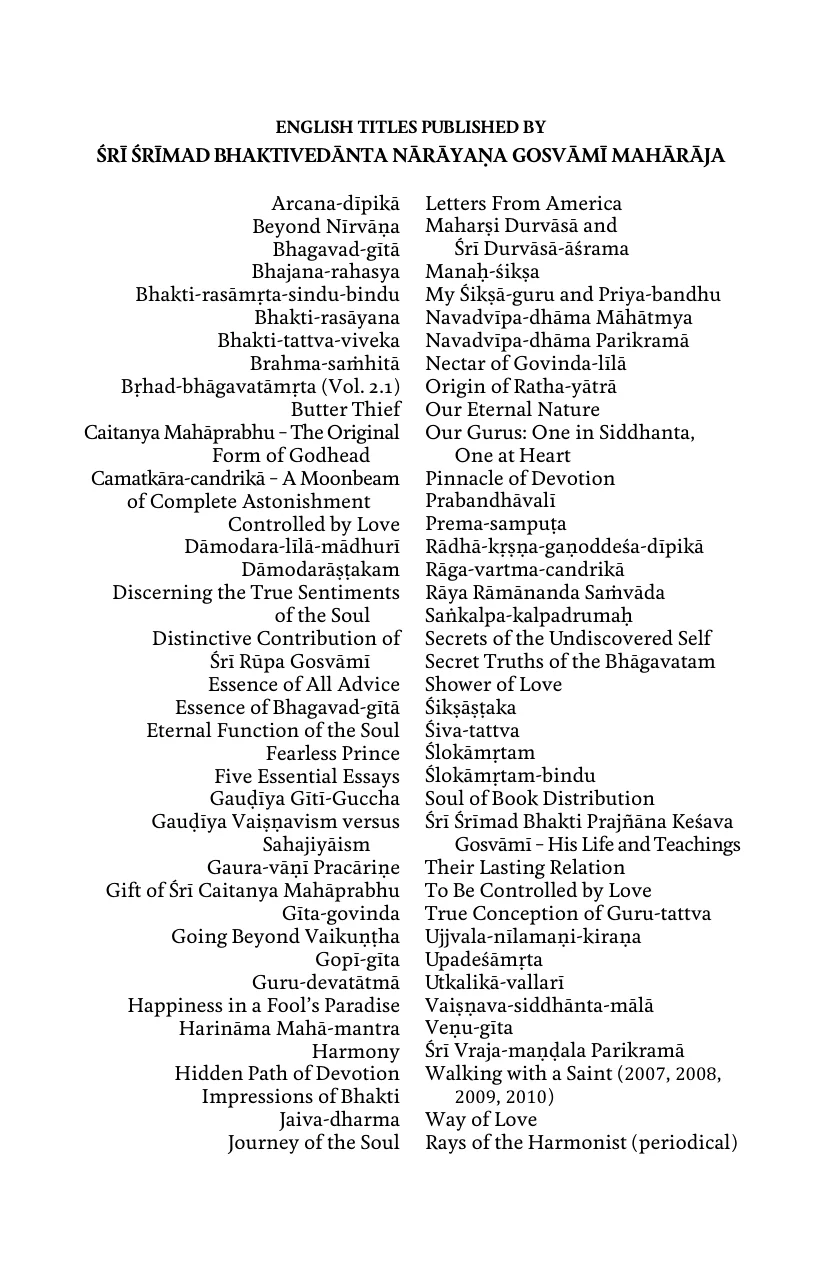 ENGLISH TITLES PUBLISHED BY
ŚRĪ ŚRĪMAD BHAKTIVEDĀNTA NĀRĀYAṆA GOSVĀMĪ MAHĀRĀJA
Arcana-dīpikā
Beyond Nīrvāṇa
Bhagavad-gītā
Bhajana-rahasya
Bhakti-rasāmṛta-sindu-bindu
Bhakti-rasāyana
Bhakti-tattva-viveka
Brahma-saṁhitā
Bṛhad-bhāgavatāmṛta (Vol. 2.1)
Butter Thief
Caitanya Mahāprabhu – The Original
Form of Godhead
Camatkāra-candrikā – A Moonbeam
of Complete Astonishment
Controlled by Love
Dāmodara-līlā-mādhurī
Dāmodarāṣṭakam
Discerning the True Sentiments
of the Soul
Distinctive Contribution of
Śrī Rūpa Gosvāmī
Essence of All Advice
Essence of Bhagavad-gītā
Eternal Function of the Soul
Fearless Prince
Five Essential Essays
Gauḍīya Gīti-Guccha
Gauḍīya Vaiṣṇavism versus
Sahajiyāism
Gaura-vāṇī Pracāriṇe
Gift of Śrī Caitanya Mahāprabhu
Gīta-govinda
Going Beyond Vaikuṇṭha
Gopī-gīta
Guru-devatātmā
Happiness in a Fool's Paradise
Harināma Mahā-mantra
Harmony
Hidden Path of Devotion
Impressions of Bhakti
Jaiva-dharma
Journey of the Soul
Letters From America
Maharṣi Durvāsā and
Śrī Durvāsā-āśrama
Manaḥ-śikṣa
My Śikṣā-guru and Priya-bandhu
Navadvīpa-dhāma Māhātmya
Navadvīpa-dhāma Parikramā
Nectar of Govinda-līlā
Origin of Ratha-yātrā
Our Eternal Nature
Our Gurus: One in Siddhanta,
One at Heart
Pinnacle of Devotion
Prabandhāvalī
Prema-sampuṭa
Rādhā-kṛṣṇa-gaṇoddeśa-dīpikā
Rāga-vartma-candrikā
Rāya Rāmānanda Saṁvāda
Saṅkalpa-kalpadrumaḥ
Secrets of the Undiscovered Self
Secret Truths of the Bhāgavatam
Shower of Love
Śikṣāṣṭaka
Śiva-tattva
Ślokāmṛtam
Ślokāmṛtam-bindu
Soul of Book Distribution
Śrī Śrīmad Bhakti Prajñāna Keśava
Gosvāmī – His Life and Teachings
Their Lasting Relation
To Be Controlled by Love
True Conception of Guru-tattva
Ujjvala-nīlamaṇi-kiraṇa
Upadeśāmṛta
Utkalikā-vallarī
Vaiṣṇava-siddhānta-mālā
Veṇu-gīta
Śrī Vraja-maṇḍala Parikramā
Walking with a Saint (2007, 2008,
2009, 2010)
Way of Love
Rays of the Harmonist (periodical)